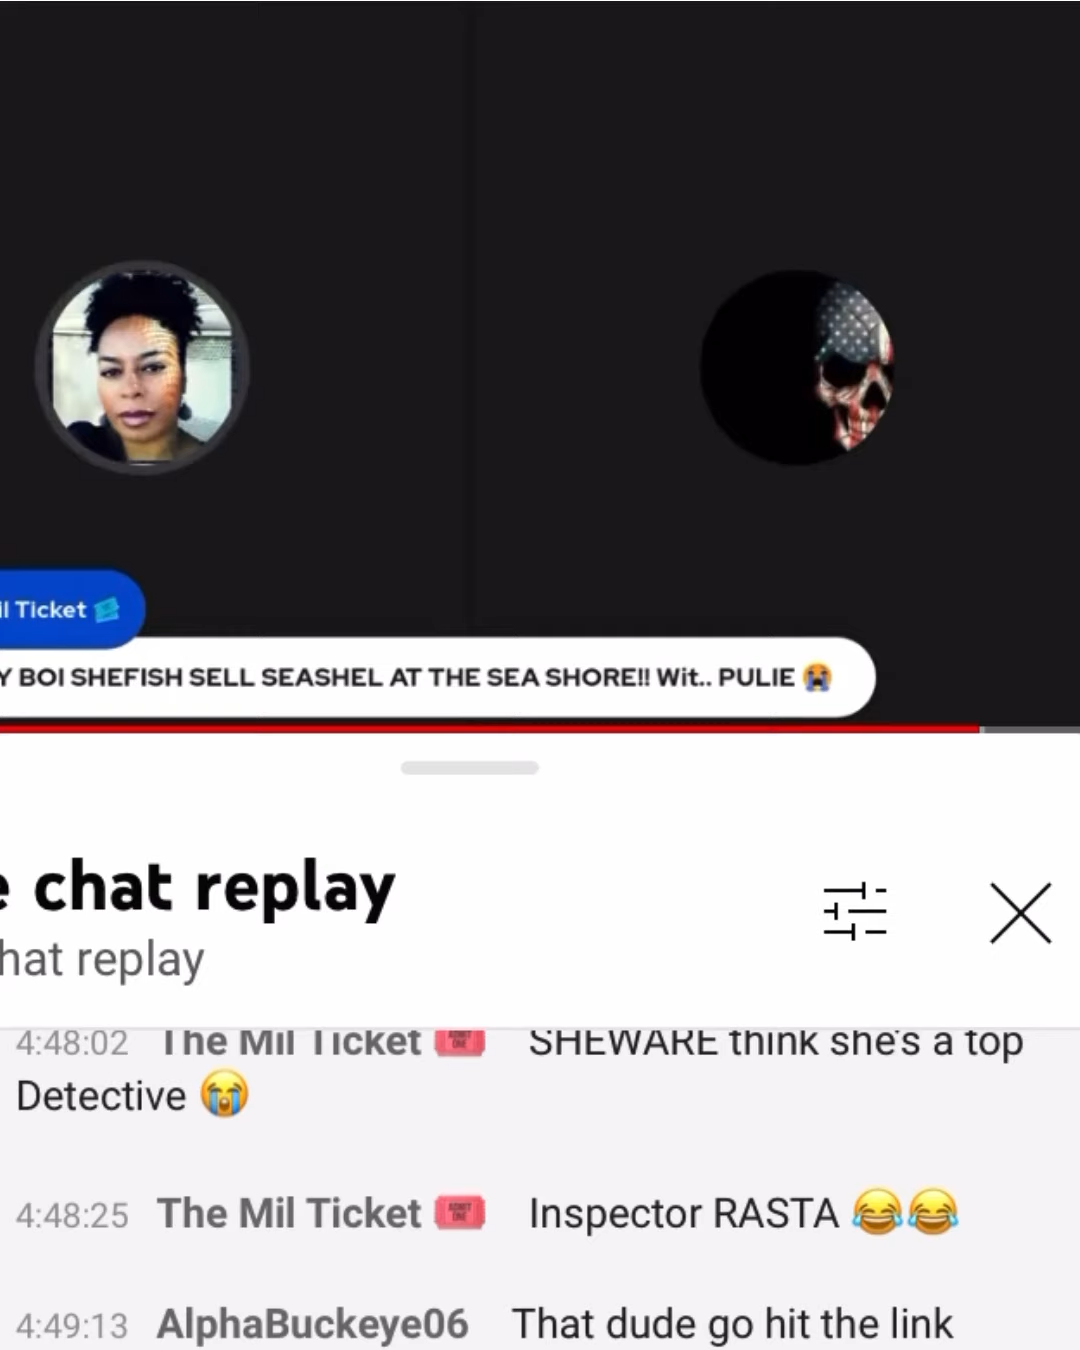 il Ticket
Y BOI SHEFISH SELL SEASHEL AT THE SEA SHORE!! Wit.. PULIE 😭
e chat replay
hat replay
4:48:02 The Mil Ticket 🎟 SHEWARE think she's a top
Detective 😭
4:48:25 The Mil Ticket 🎟 Inspector RASTA 😂😂
4:49:13 AlphaBuckeye06 That dude go hit the link